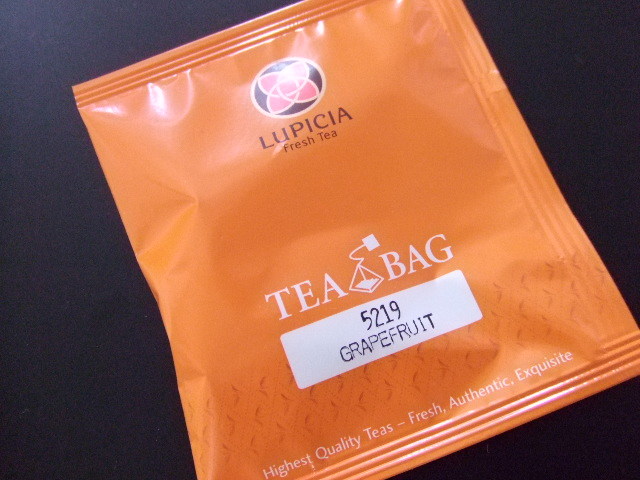 LUPICIA
Fresh Tea
TEA BAG
5219
GRAPEFRUIT
Highest Quality Teas – Fresh, Authentic, Exquisite